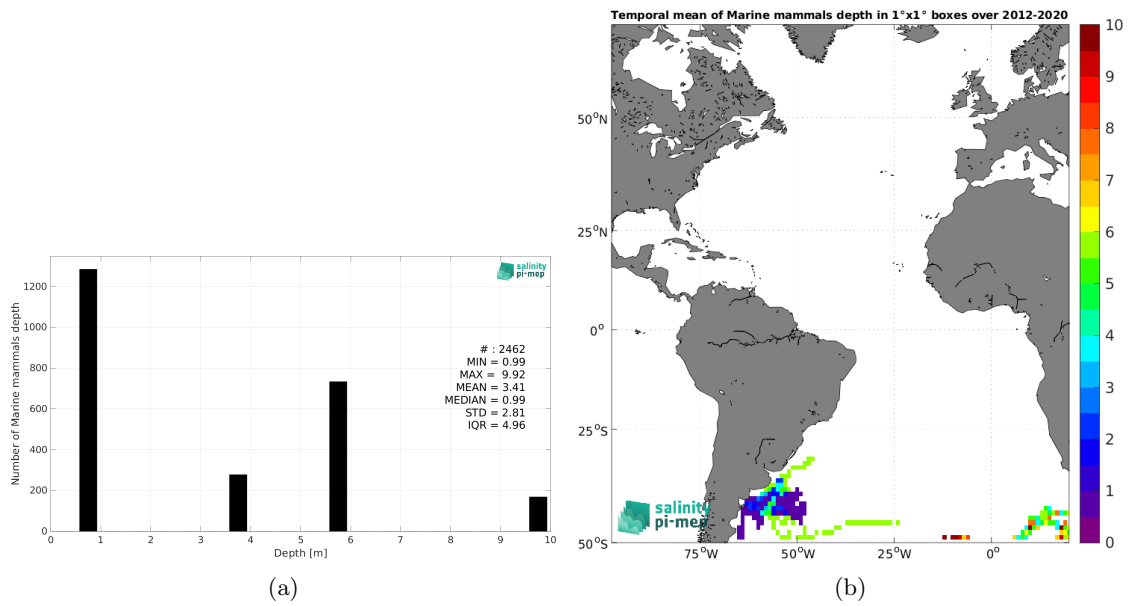 Number of Marine mammals depth
1200
1000
800
600
400
200
0
0 1 2 3 4 5 6 7 8 9 10
Depth [m]
salinity
pi-mep
# : 2462
MIN = 0.99
MAX = 9.92
MEAN = 3.41
MEDIAN = 0.99
STD = 2.81
IQR = 4.96
(a)
Temporal mean of Marine mammals depth in 1°x1° boxes over 2012-2020
50°N
25°N
0°
25°S
50°S
75°W 50°W 25°W 0°
salinity
pi-mep
10
9
8
7
6
5
4
3
2
1
0
(b)